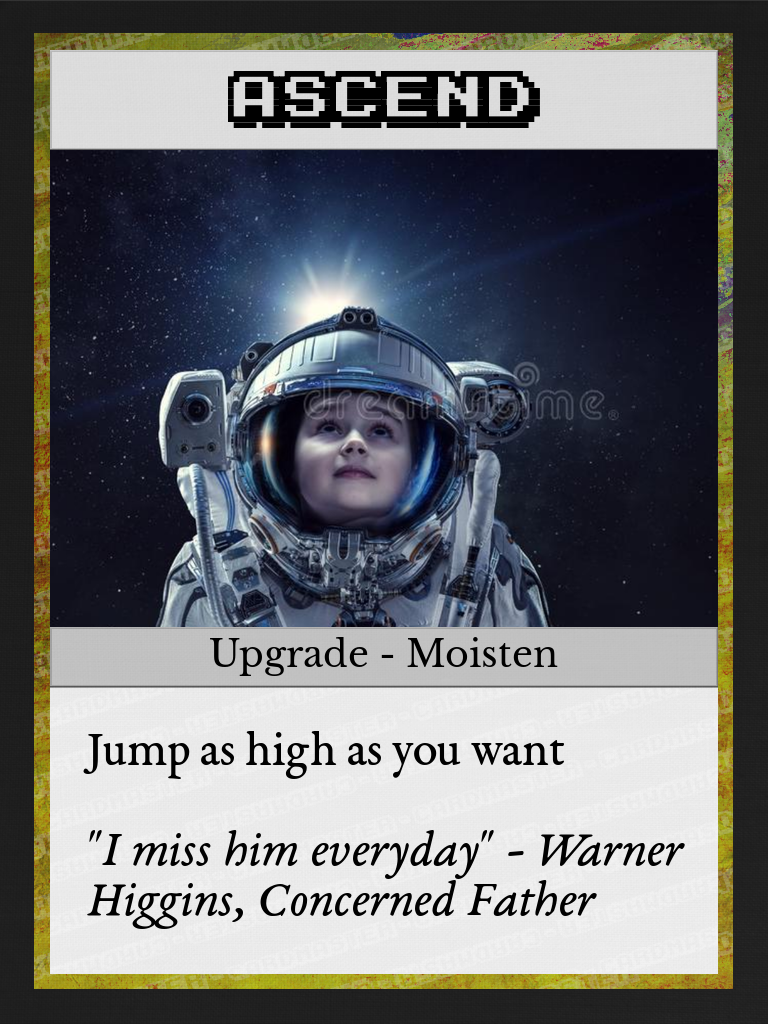 ASCEND
dreamstime.
Upgrade - Moisten
Jump as high as you want
"I miss him everyday" - Warner
Higgins, Concerned Father